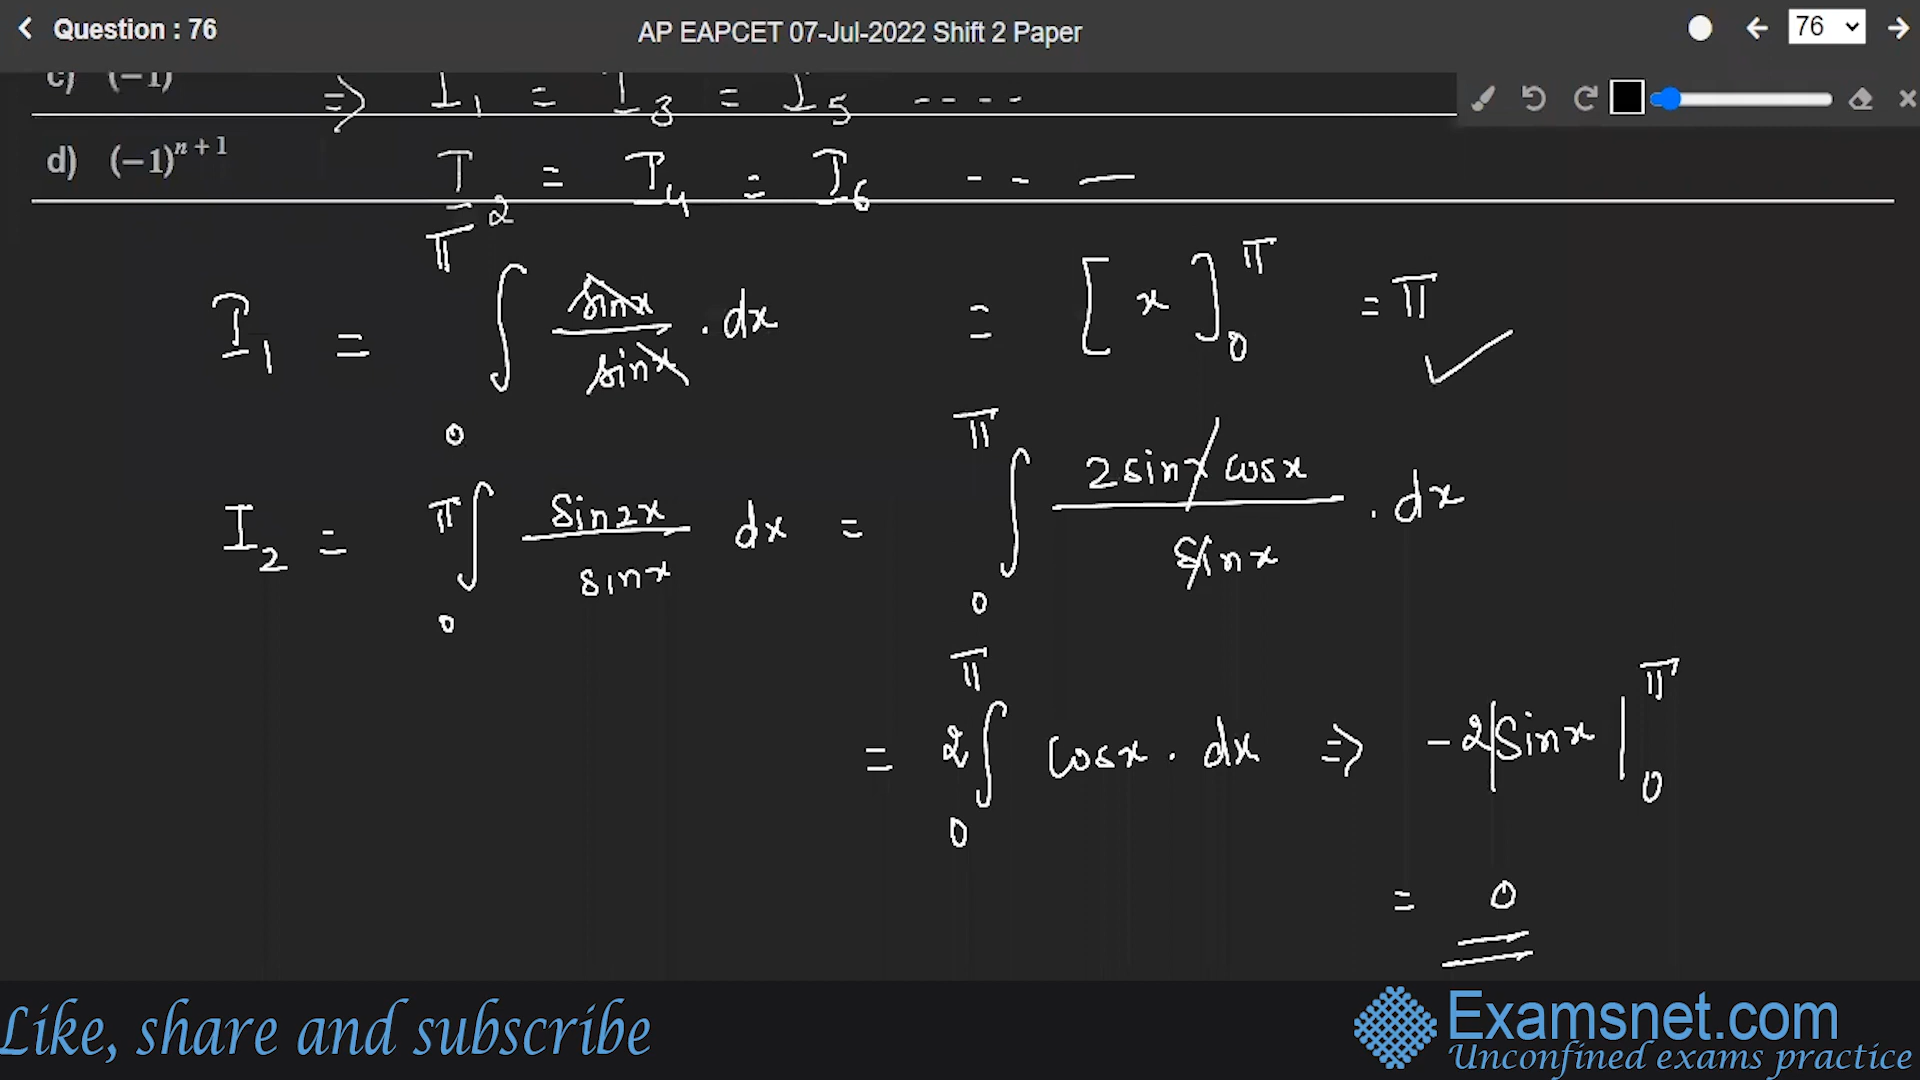 Question : 76 AP EAPCET 07-Jul-2022 Shift 2 Paper 76
c) (−1) => I₁ = I₃ = I₅ ----
d) (−1)ⁿ⁺¹ I₂ = I₄ = I₆ -- —
I₁ = ∫₀^π sinx/sinx . dx = [x]₀^π = π ✓
I₂ = ∫₀^π sin2x/sinx dx = ∫₀^π 2sinx cosx/sinx . dx
= 2∫₀^π cosx . dx => -2|sinx|₀^π
= 0
Like, share and subscribe
Examsnet.com
Unconfined exams practice